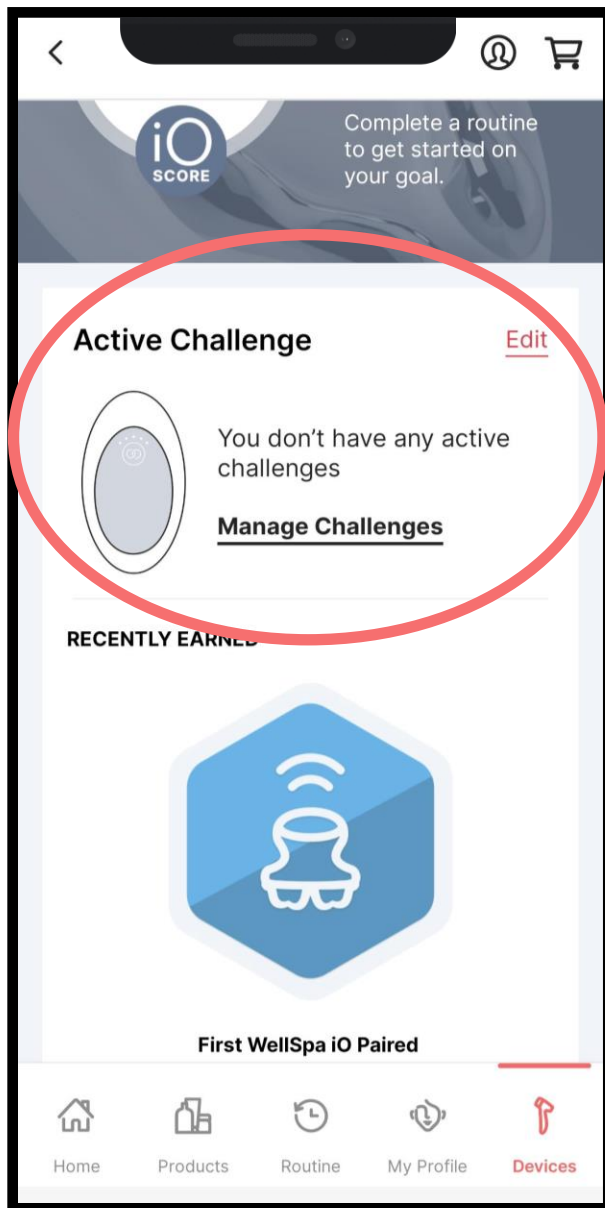 iO
SCORE
Complete a routine
to get started on
your goal.
Active Challenge
Edit
You don’t have any active
challenges
Manage Challenges
RECENTLY EARNED
First WellSpa iO Paired
Home
Products
Routine
My Profile
Devices